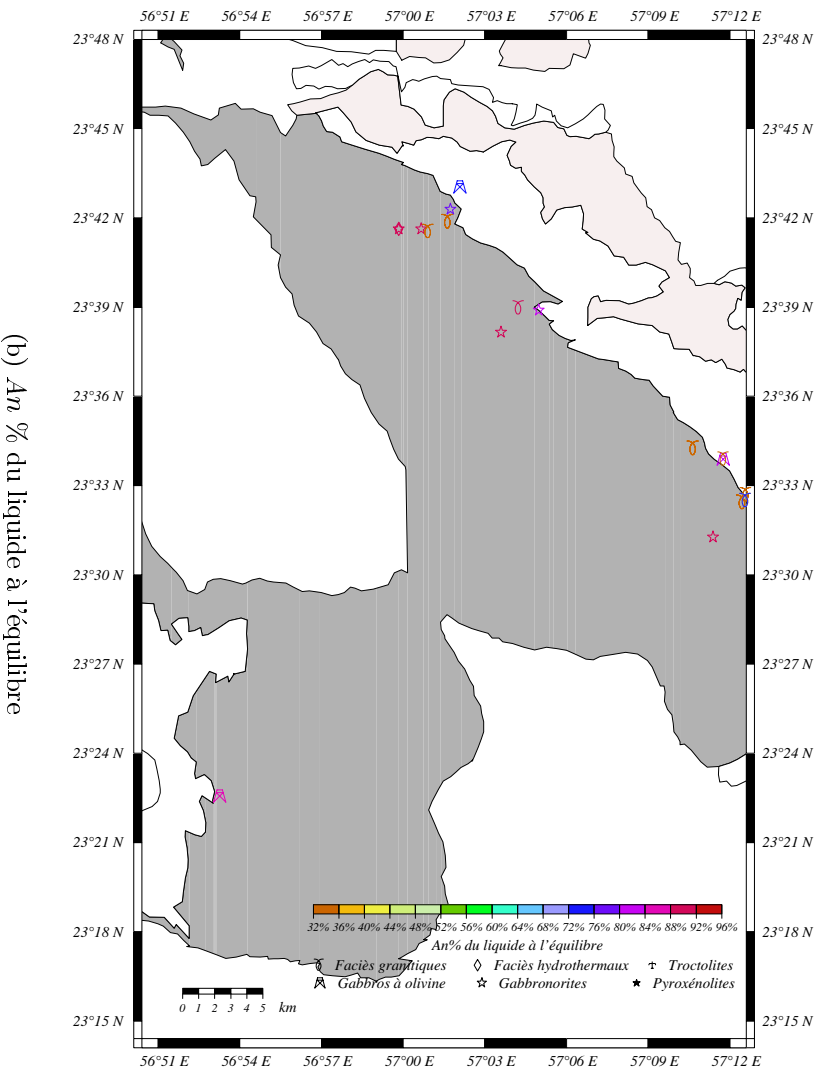 56°51 E 56°54 E 56°57 E 57°00 E 57°03 E 57°06 E 57°09 E 57°12 E
23°48 N 23°48 N
23°45 N 23°45 N
23°42 N 23°42 N
23°39 N 23°39 N
23°36 N 23°36 N
23°33 N 23°33 N
23°30 N 23°30 N
23°27 N 23°27 N
23°24 N 23°24 N
23°21 N 23°21 N
23°18 N 23°18 N
23°15 N 23°15 N
(b) An % du liquide à l'équilibre
32% 36% 40% 44% 48% 52% 56% 60% 64% 68% 72% 76% 80% 84% 88% 92% 96%
An% du liquide à l'équilibre
Faciès granitiques Faciès hydrothermaux Troctolites
Gabbros à olivine Gabbronorites Pyroxénolites
0 1 2 3 4 5 km
56°51 E 56°54 E 56°57 E 57°00 E 57°03 E 57°06 E 57°09 E 57°12 E